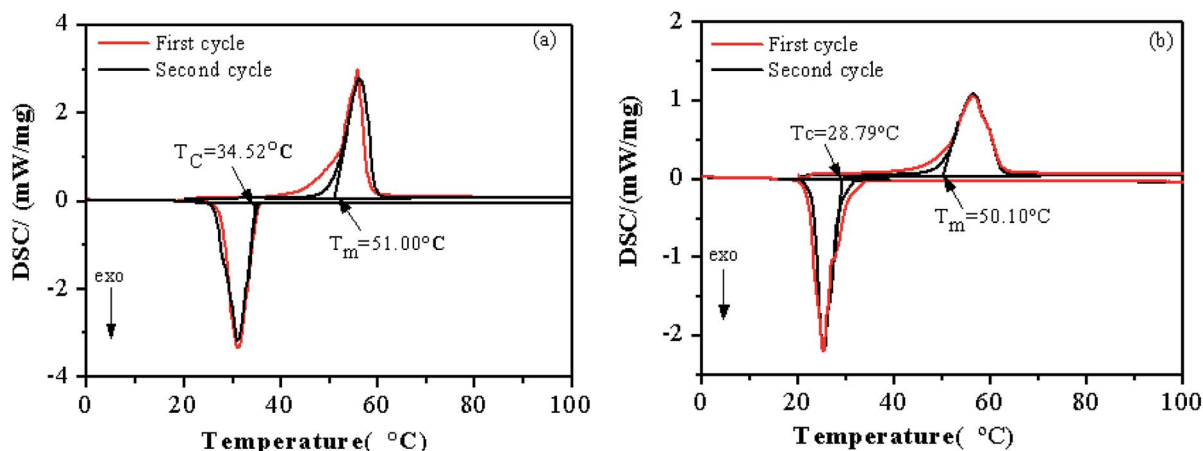 (a)
First cycle
Second cycle
T_C=34.52°C
T_m=51.00°C
exo
4
2
0
-2
-4
0 20 40 60 80 100
DSC/ (mW/mg)
Temperature( °C)
(b)
First cycle
Second cycle
Tc=28.79°C
T_m=50.10°C
exo
2
1
0
-1
-2
0 20 40 60 80 100
DSC/ (mW/mg)
Temperature( °C)